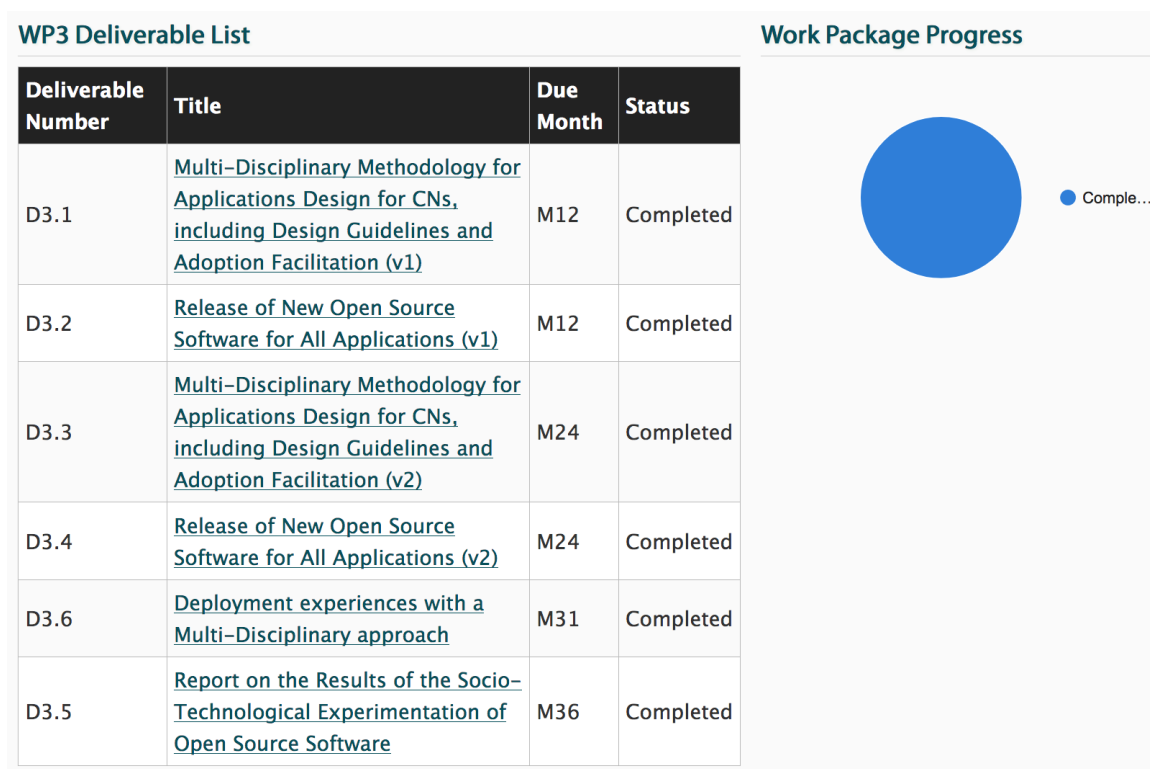 WP3 Deliverable List
Work Package Progress
Deliverable
Number
Title
Due
Month
Status
D3.1
Multi-Disciplinary Methodology for
Applications Design for CNs,
including Design Guidelines and
Adoption Facilitation (v1)
M12
Completed
D3.2
Release of New Open Source
Software for All Applications (v1)
M12
Completed
D3.3
Multi-Disciplinary Methodology for
Applications Design for CNs,
including Design Guidelines and
Adoption Facilitation (v2)
M24
Completed
D3.4
Release of New Open Source
Software for All Applications (v2)
M24
Completed
D3.6
Deployment experiences with a
Multi-Disciplinary approach
M31
Completed
D3.5
Report on the Results of the Socio-
Technological Experimentation of
Open Source Software
M36
Completed
Comple...